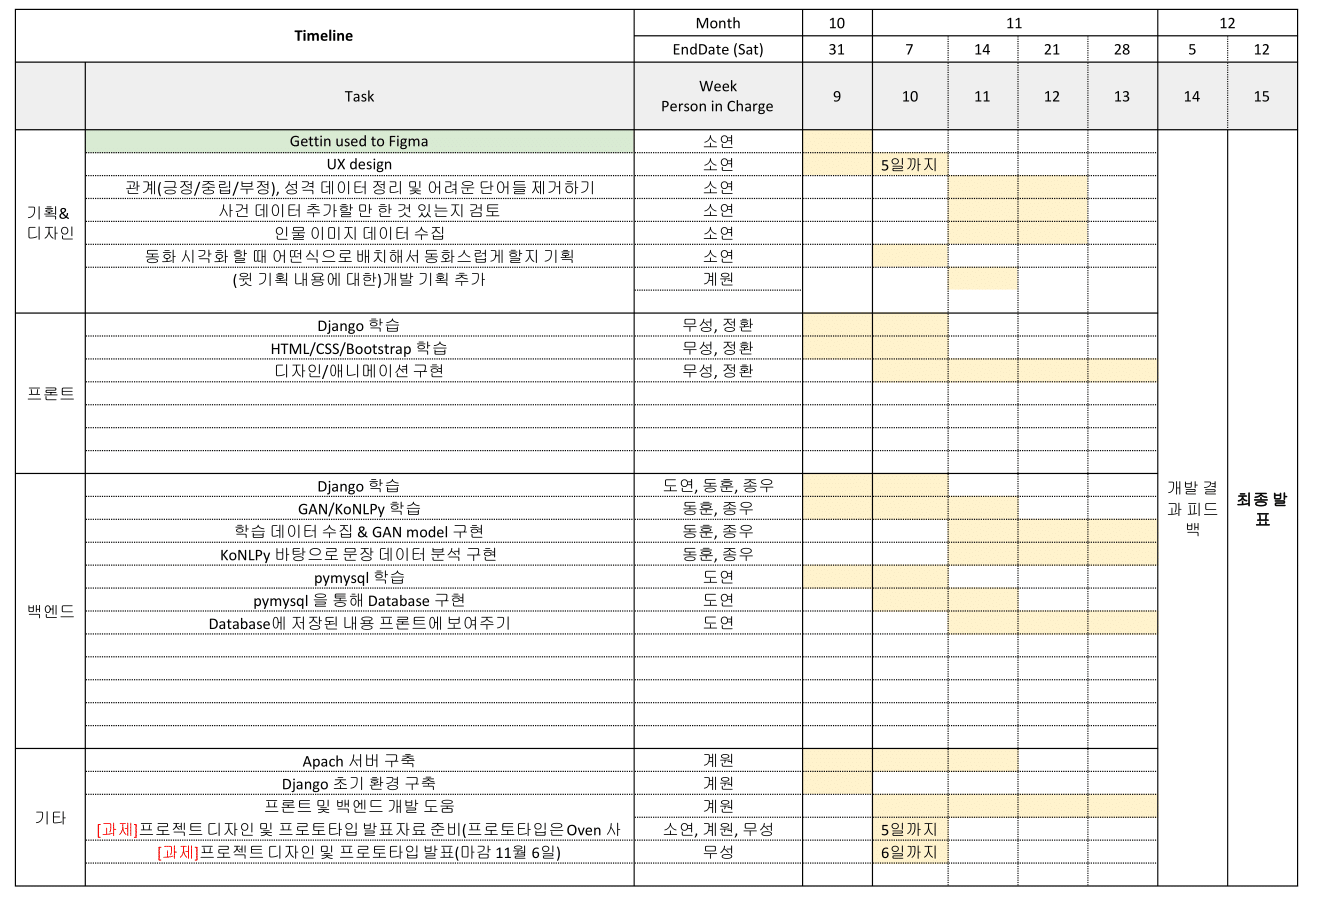 Timeline Month 10 11 12
EndDate (Sat) 31 7 14 21 28 5 12
Task Week Person in Charge 9 10 11 12 13 14 15
기획& 디자인
Gettin used to Figma 소연
UX design 소연 5일까지
관계(긍정/중립/부정), 성격 데이터 정리 및 어려운 단어들 제거하기 소연
사건 데이터 추가할 만 한 것 있는지 검토 소연
인물 이미지 데이터 수집 소연
동화 시각화 할 때 어떤식으로 배치해서 동화스럽게 할지 기획 소연
(윗 기획 내용에 대한)개발 기획 추가 계원
프론트
Django 학습 무성, 정환
HTML/CSS/Bootstrap 학습 무성, 정환
디자인/애니메이션 구현 무성, 정환
백엔드
Django 학습 도연, 동훈, 종우
GAN/KoNLPy 학습 동훈, 종우
학습 데이터 수집 & GAN model 구현 동훈, 종우
KoNLPy 바탕으로 문장 데이터 분석 구현 동훈, 종우
pymysql 학습 도연
pymysql 을 통해 Database 구현 도연
Database에 저장된 내용 프론트에 보여주기 도연
개발 결과 피드백
최종 발표
기타
Apach 서버 구축 계원
Django 초기 환경 구축 계원
프론트 및 백엔드 개발 도움 계원
[과제]프로젝트 디자인 및 프로토타입 발표자료 준비(프로토타입은 Oven 사 소연, 계원, 무성 5일까지
[과제]프로젝트 디자인 및 프로토타입 발표(마감 11월 6일) 무성 6일까지